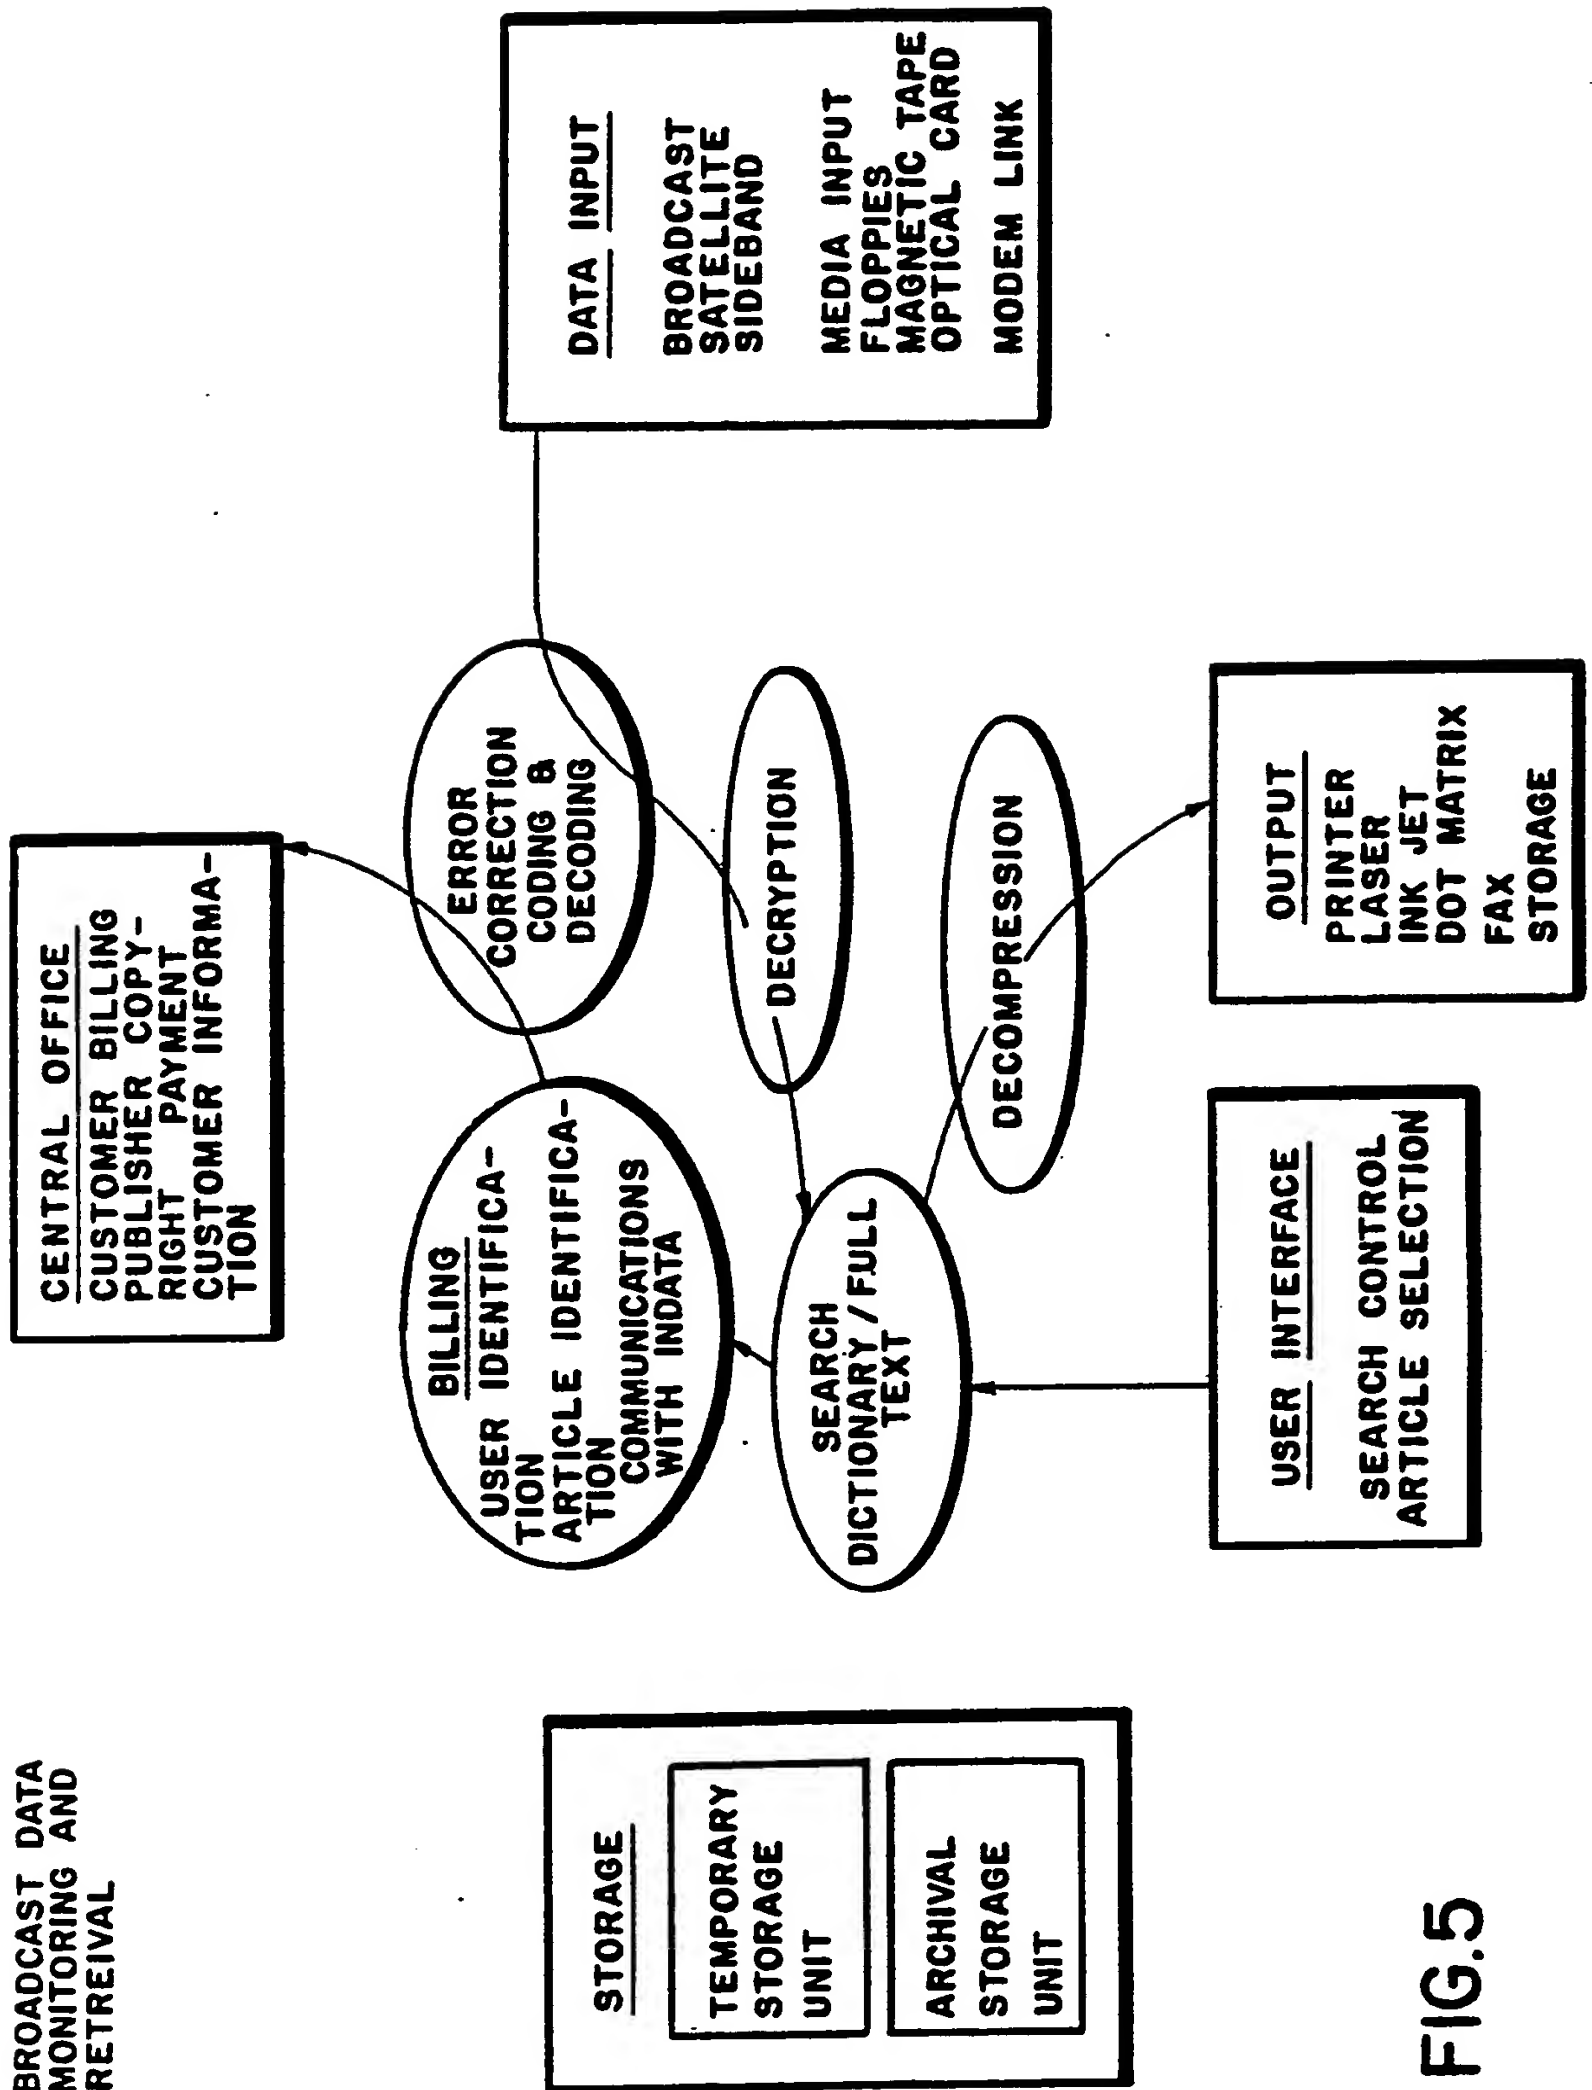 BROADCAST DATA
MONITORING AND
RETREIVAL
CENTRAL OFFICE
CUSTOMER BILLING
PUBLISHER COPY-
RIGHT PAYMENT
CUSTOMER INFORMA-
TION
BILLING
USER IDENTIFICA-
TION
ARTICLE IDENTIFICA-
TION
COMMUNICATIONS
WITH INDATA
ERROR
CORRECTION
CODING &
DECODING
DATA INPUT
BROADCAST
SATELLITE
SIDEBAND
MEDIA INPUT
FLOPPIES
MAGNETIC TAPE
OPTICAL CARD
MODEM LINK
STORAGE
TEMPORARY
STORAGE
UNIT
ARCHIVAL
STORAGE
UNIT
SEARCH
DICTIONARY/FULL
TEXT
DECRYPTION
DECOMPRESSION
USER INTERFACE
SEARCH CONTROL
ARTICLE SELECTION
OUTPUT
PRINTER
LASER
INK JET
DOT MATRIX
FAX
STORAGE
FIG.5